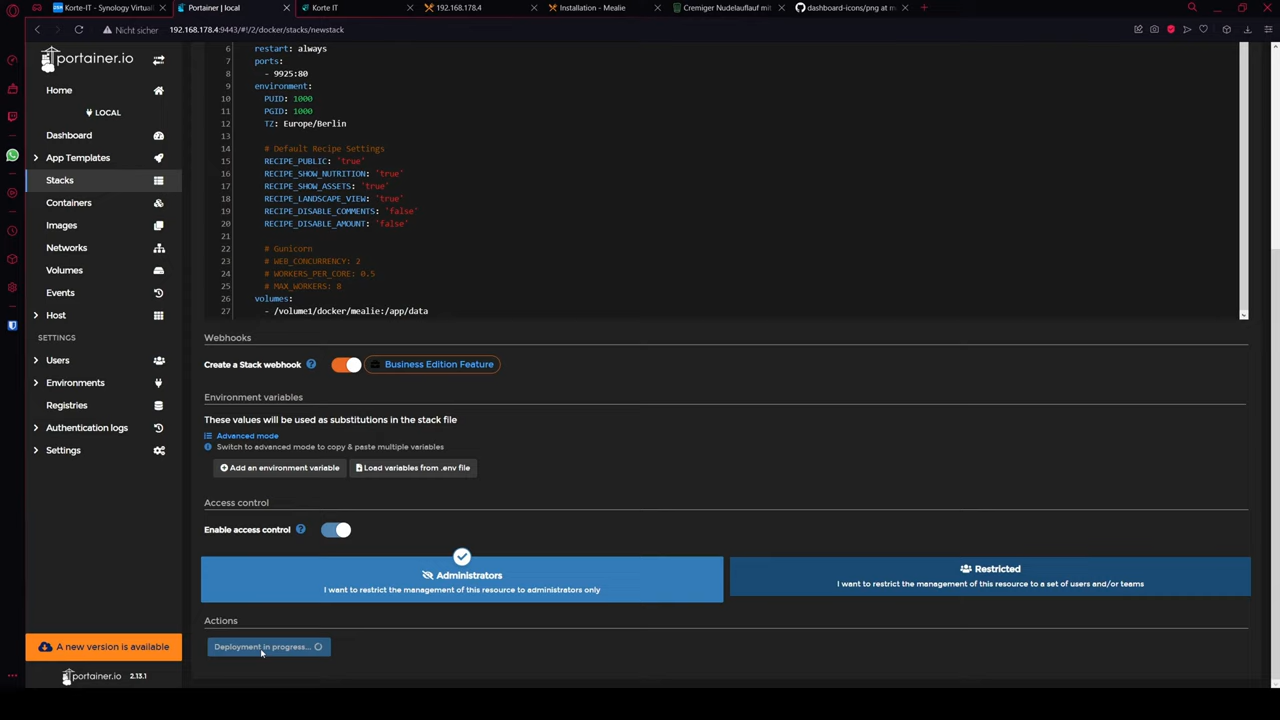 Korte-IT - Synology Virtuali
Portainer | local
Korte IT
192.168.178.4
Installation - Mealie
Cremiger Nudelauflauf mit
dashboard-icons/png at m
Nicht sicher
192.168.178.4:9443/#!/2/docker/stacks/newstack
portainer.io
Home
LOCAL
Dashboard
App Templates
Stacks
Containers
Images
Networks
Volumes
Events
Host
SETTINGS
Users
Environments
Registries
Authentication logs
Settings
A new version is available
portainer.io 2.13.1
6 restart: always
7 ports:
8 - 9925:80
9 environment:
10 PUID: 1000
11 PGID: 1000
12 TZ: Europe/Berlin
13
14 # Default Recipe Settings
15 RECIPE_PUBLIC: 'true'
16 RECIPE_SHOW_NUTRITION: 'true'
17 RECIPE_SHOW_ASSETS: 'true'
18 RECIPE_LANDSCAPE_VIEW: 'true'
19 RECIPE_DISABLE_COMMENTS: 'false'
20 RECIPE_DISABLE_AMOUNT: 'false'
21
22 # Gunicorn
23 # WEB_CONCURRENCY: 2
24 # WORKERS_PER_CORE: 0.5
25 # MAX_WORKERS: 8
26 volumes:
27 - /volume1/docker/mealie:/app/data
Webhooks
Create a Stack webhook
Business Edition Feature
Environment variables
These values will be used as substitutions in the stack file
Advanced mode
Switch to advanced mode to copy & paste multiple variables
Add an environment variable
Load variables from .env file
Access control
Enable access control
Administrators
I want to restrict the management of this resource to administrators only
Restricted
I want to restrict the management of this resource to a set of users and/or teams
Actions
Deployment in progress...